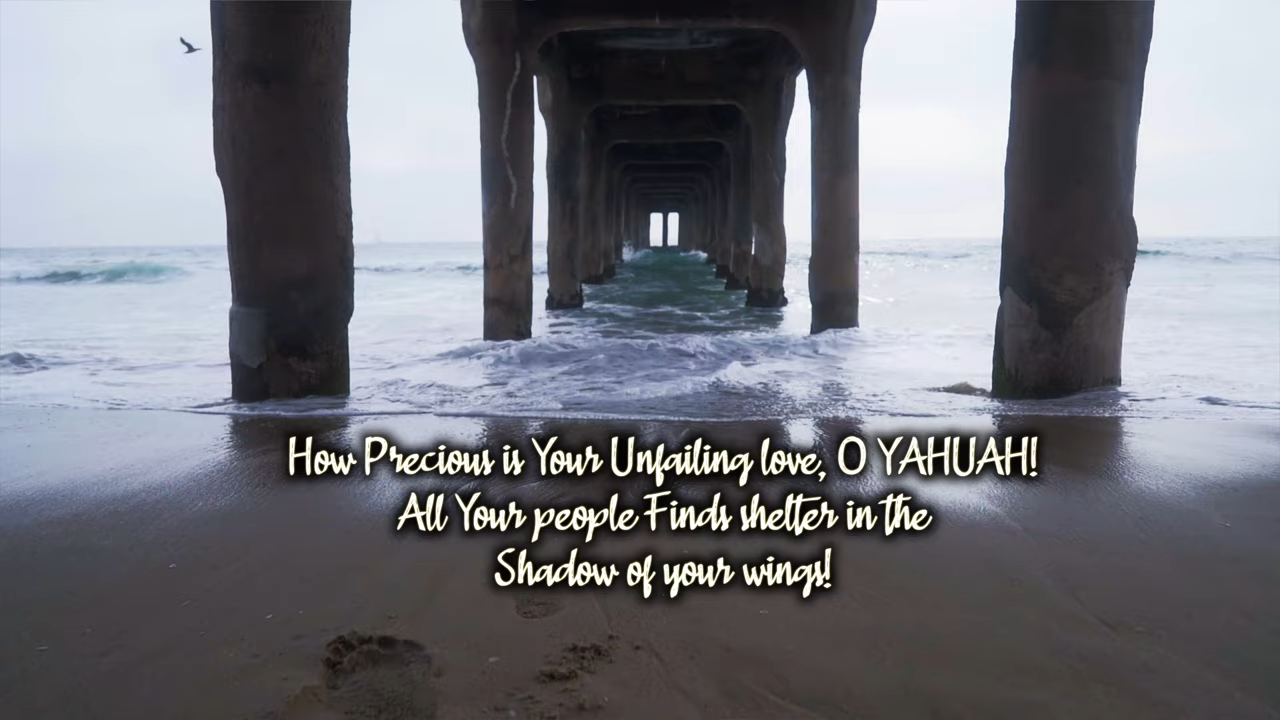 How Precious is Your Unfailing love, O YAHUAH!
All Your people Finds shelter in the
Shadow of your wings!